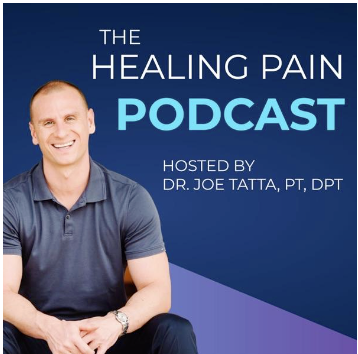 THE
HEALING PAIN
PODCAST
HOSTED BY
DR. JOE TATTA, PT, DPT